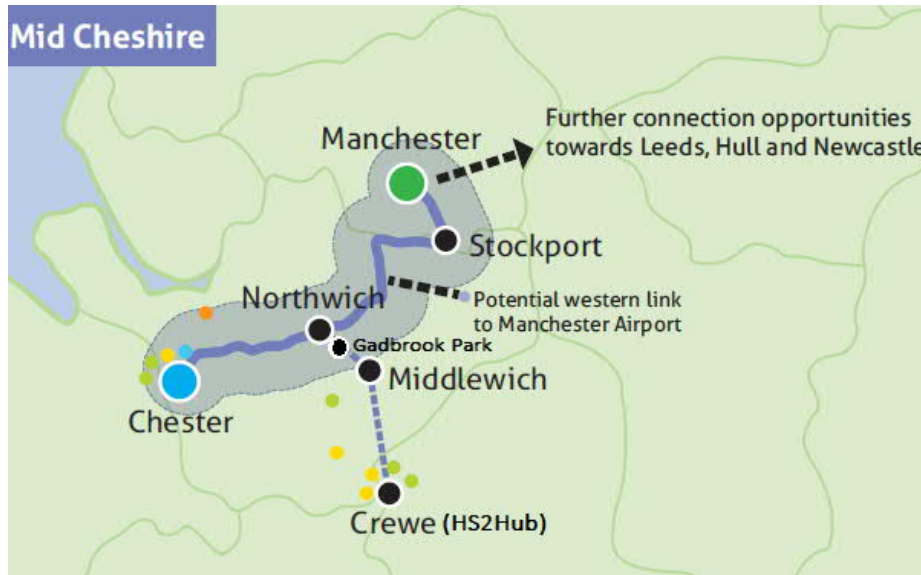 Mid Cheshire
Manchester
Further connection opportunities
towards Leeds, Hull and Newcastle
Stockport
Northwich
Potential western link
to Manchester Airport
Gadbrook Park
Middlewich
Chester
Crewe (HS2Hub)